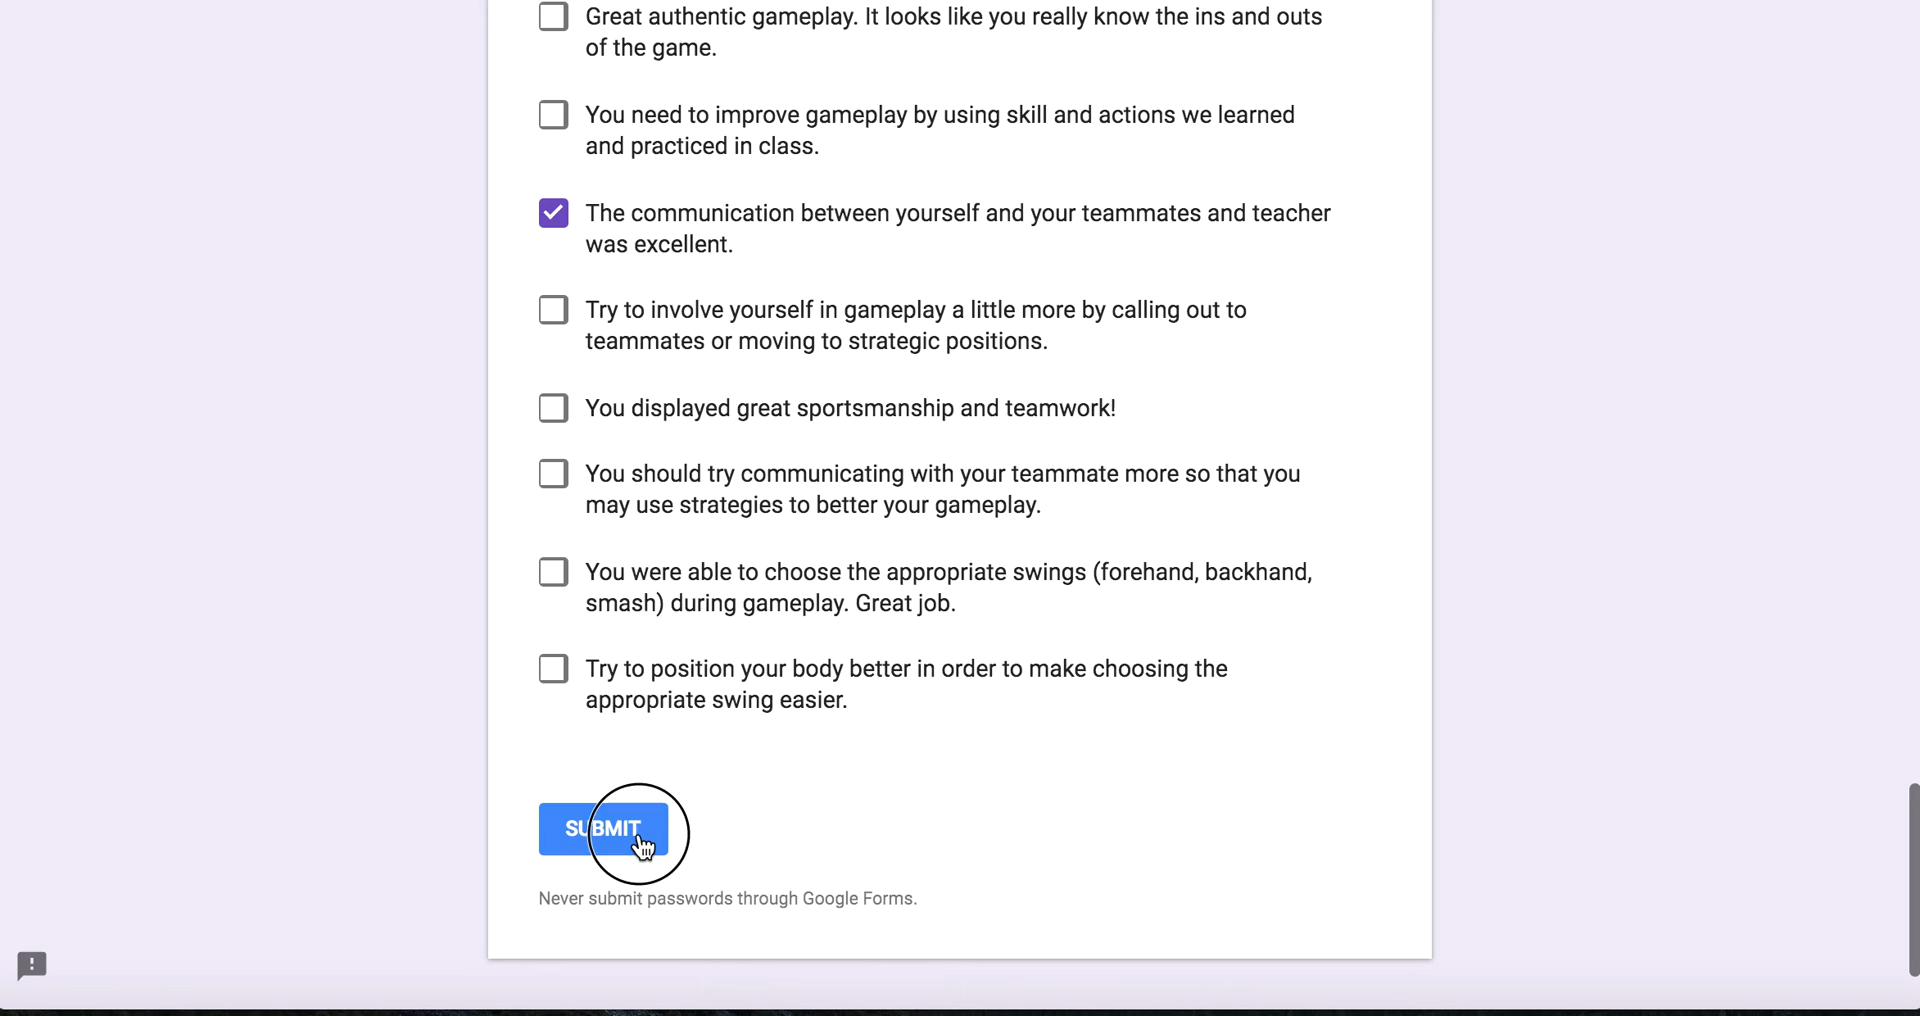 Great authentic gameplay. It looks like you really know the ins and outs
of the game.
You need to improve gameplay by using skill and actions we learned
and practiced in class.
The communication between yourself and your teammates and teacher
was excellent.
Try to involve yourself in gameplay a little more by calling out to
teammates or moving to strategic positions.
You displayed great sportsmanship and teamwork!
You should try communicating with your teammate more so that you
may use strategies to better your gameplay.
You were able to choose the appropriate swings (forehand, backhand,
smash) during gameplay. Great job.
Try to position your body better in order to make choosing the
appropriate swing easier.
SUBMIT
Never submit passwords through Google Forms.